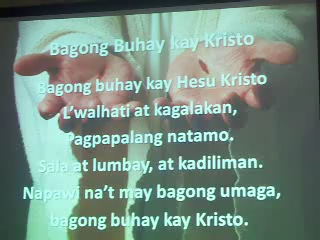 Bagong Buhay kay Kristo
Bagong buhay kay Hesu Kristo
L'walhati at kagalakan,
Pagpapalang natamo.
Sala at lumbay, at kadiliman.
Napawi na't may bagong umaga,
bagong buhay kay Kristo.